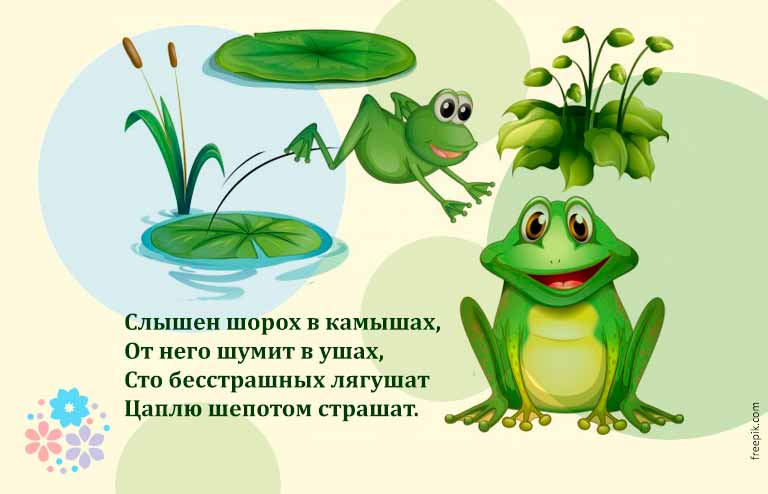 Слышен шорох в камышах,
От него шумит в ушах,
Сто бесстрашных лягушат
Цаплю шепотом страшат.
freepik.com